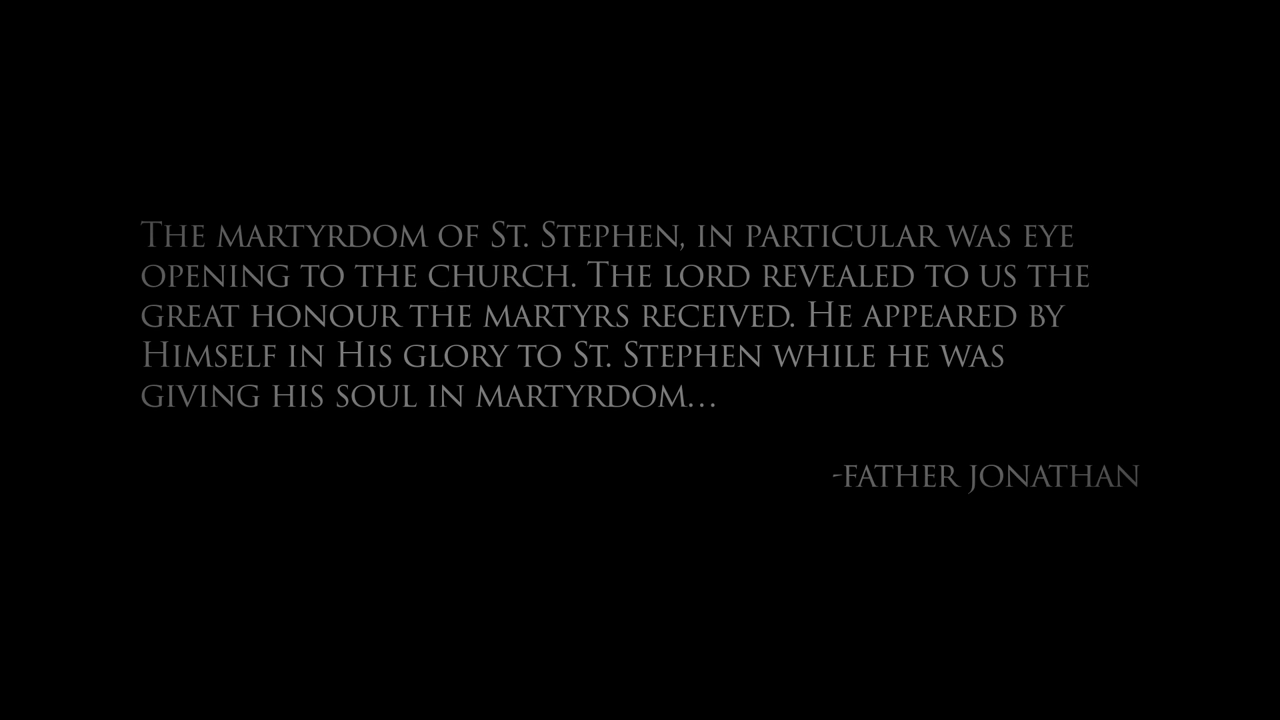 The martyrdom of St. Stephen, in particular was eye
opening to the church. The lord revealed to us the
great honour the martyrs received. He appeared by
Himself in His glory to St. Stephen while he was
giving his soul in martyrdom...
-father jonathan